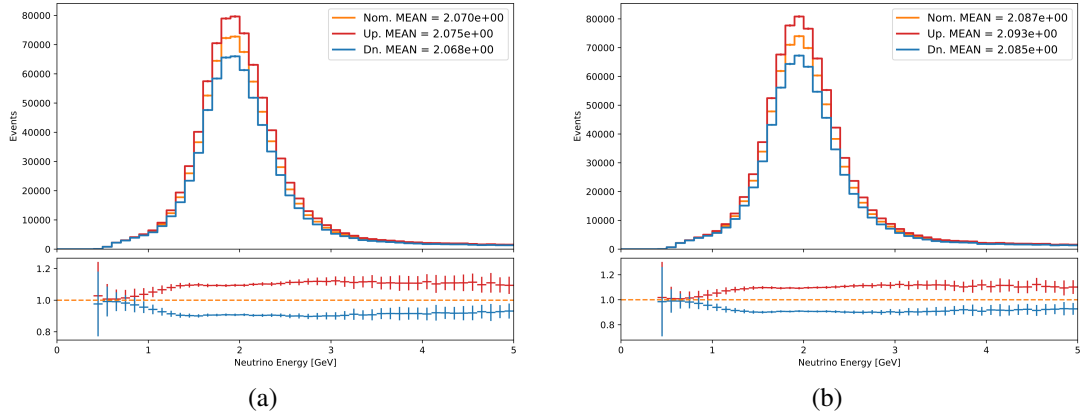 80000
70000
60000
50000
40000
30000
20000
10000
0
Events
Nom. MEAN = 2.070e+00
Up. MEAN = 2.075e+00
Dn. MEAN = 2.068e+00
1.2
1.0
0.8
0 1 2 3 4 5
Neutrino Energy [GeV]
(a)
80000
70000
60000
50000
40000
30000
20000
10000
0
Events
Nom. MEAN = 2.087e+00
Up. MEAN = 2.093e+00
Dn. MEAN = 2.085e+00
1.2
1.0
0.8
0 1 2 3 4 5
Neutrino Energy [GeV]
(b)